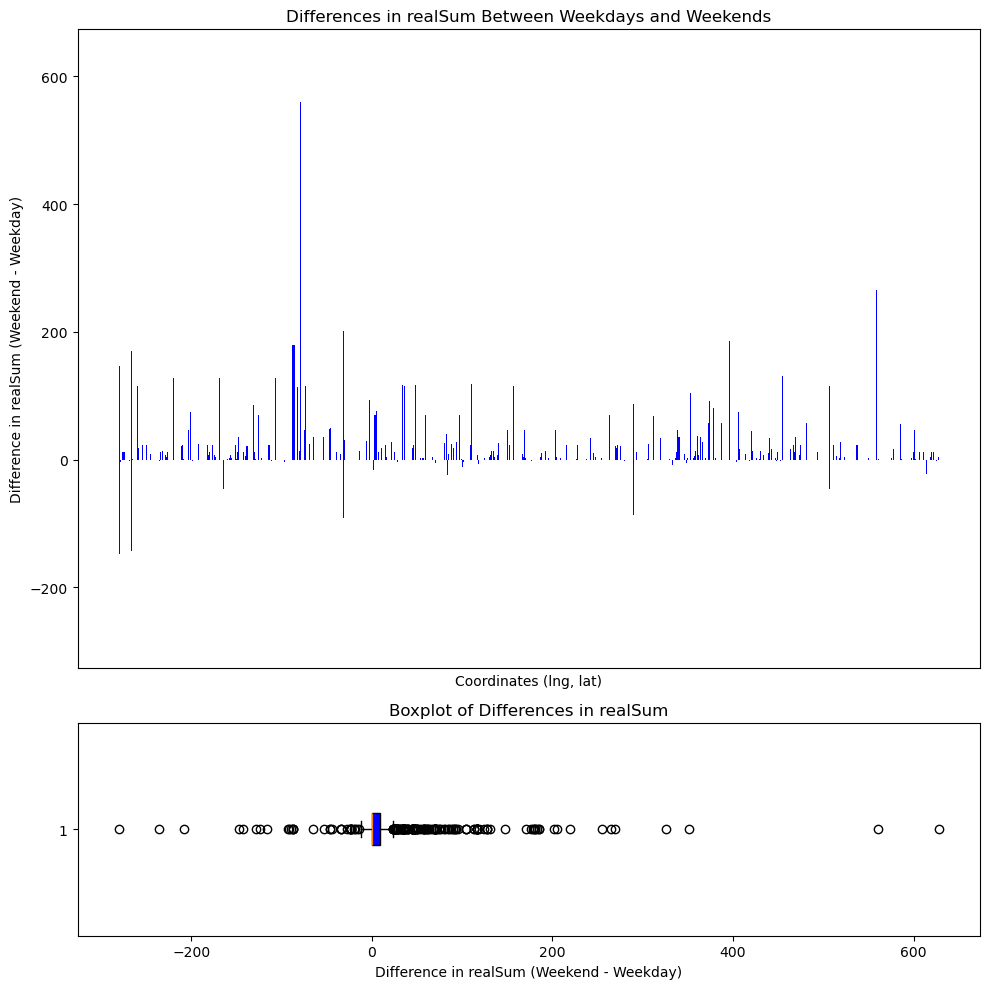 Differences in realSum Between Weekdays and Weekends
Difference in realSum (Weekend - Weekday)
600
400
200
0
−200
Coordinates (lng, lat)
Boxplot of Differences in realSum
1
−200 0 200 400 600
Difference in realSum (Weekend - Weekday)